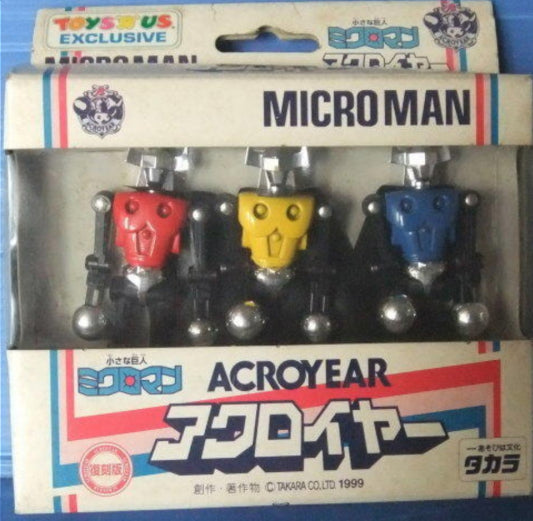 TOYSЯUS
EXCLUSIVE
MICROMAN
小さな巨人
ミクロマン
アクロイヤー
ACROYEAR
MICROMAN
小さな巨人
ミクロマン
ACROYEAR
アクロイヤー
復刻版
創作・著作物 (C)TAKARA CO.,LTD. 1999
あそびは文化
タカラ